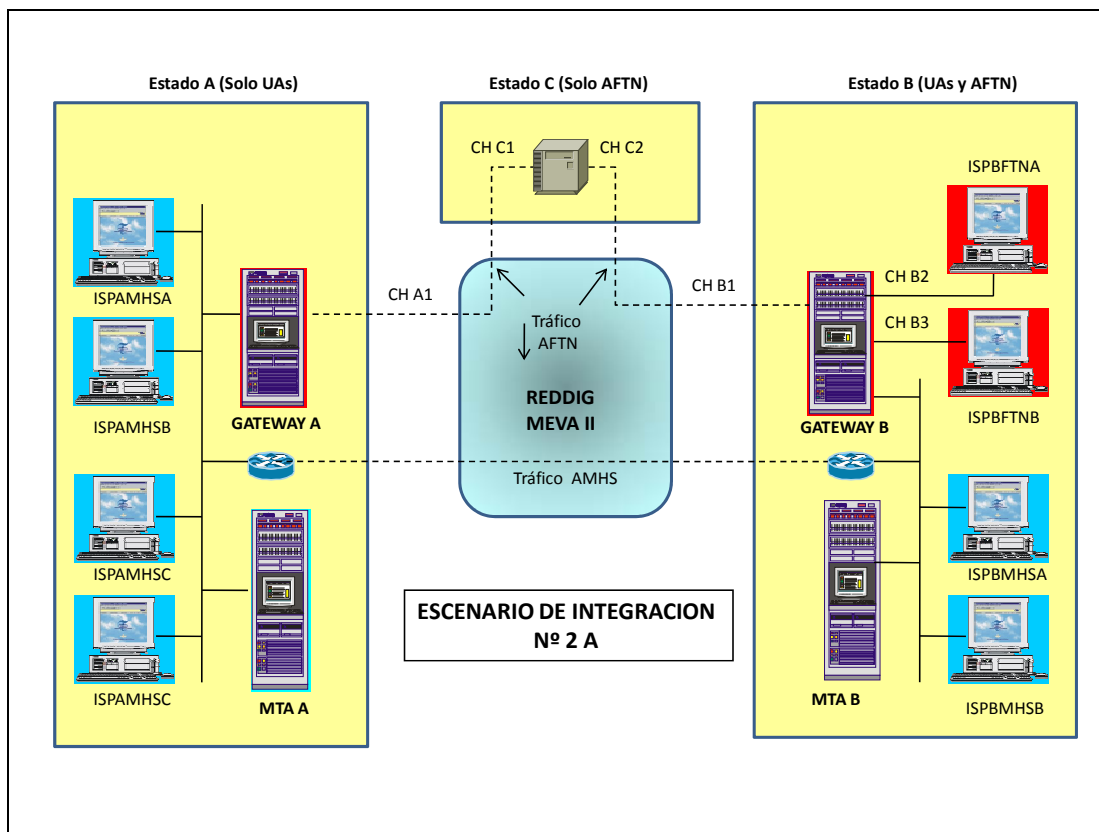 Estado A (Solo UAs)
Estado C (Solo AFTN)
Estado B (UAs y AFTN)
CH C1
CH C2
ISPBFTNA
ISPAMHSA
CH A1
CH B1
CH B2
CH B3
Tráfico
AFTN
ISPAMHSB
GATEWAY A
REDDIG
MEVA II
GATEWAY B
ISPBFTNB
Tráfico AMHS
ISPAMHSC
ISPBMHSA
ESCENARIO DE INTEGRACION
Nº 2 A
ISPAMHSC
MTA A
MTA B
ISPBMHSB